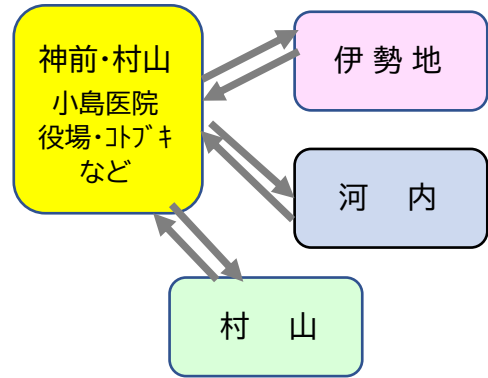 神前・村山
小島医院
役場・ｺﾄﾌﾞｷ
など
伊 勢 地
河　内
村　山